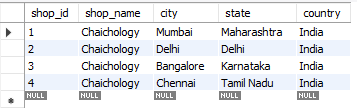 shop_id shop_name city state country
1 Chaichology Mumbai Maharashtra India
2 Chaichology Delhi Delhi India
3 Chaichology Bangalore Karnataka India
4 Chaichology Chennai Tamil Nadu India
NULL NULL NULL NULL NULL